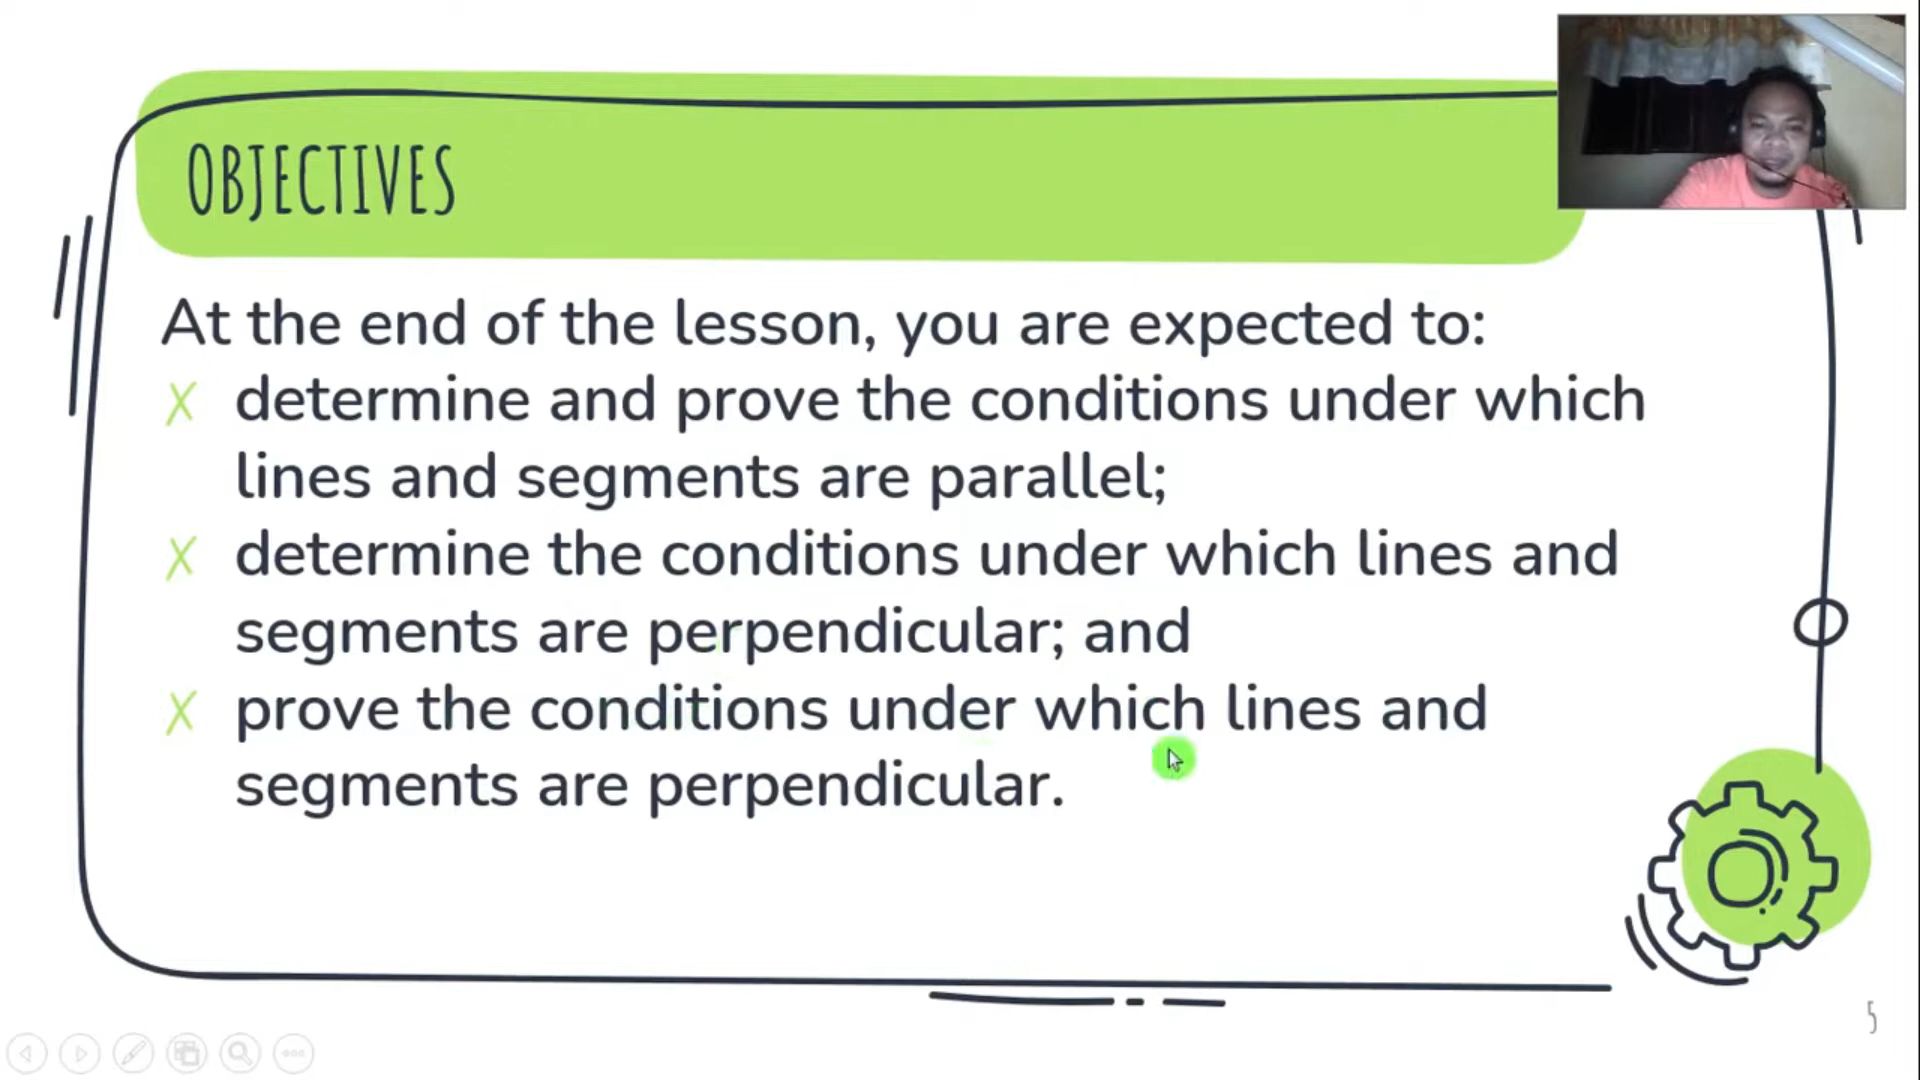 OBJECTIVES
At the end of the lesson, you are expected to:
✗ determine and prove the conditions under which
lines and segments are parallel;
✗ determine the conditions under which lines and
segments are perpendicular; and
✗ prove the conditions under which lines and
segments are perpendicular.
5